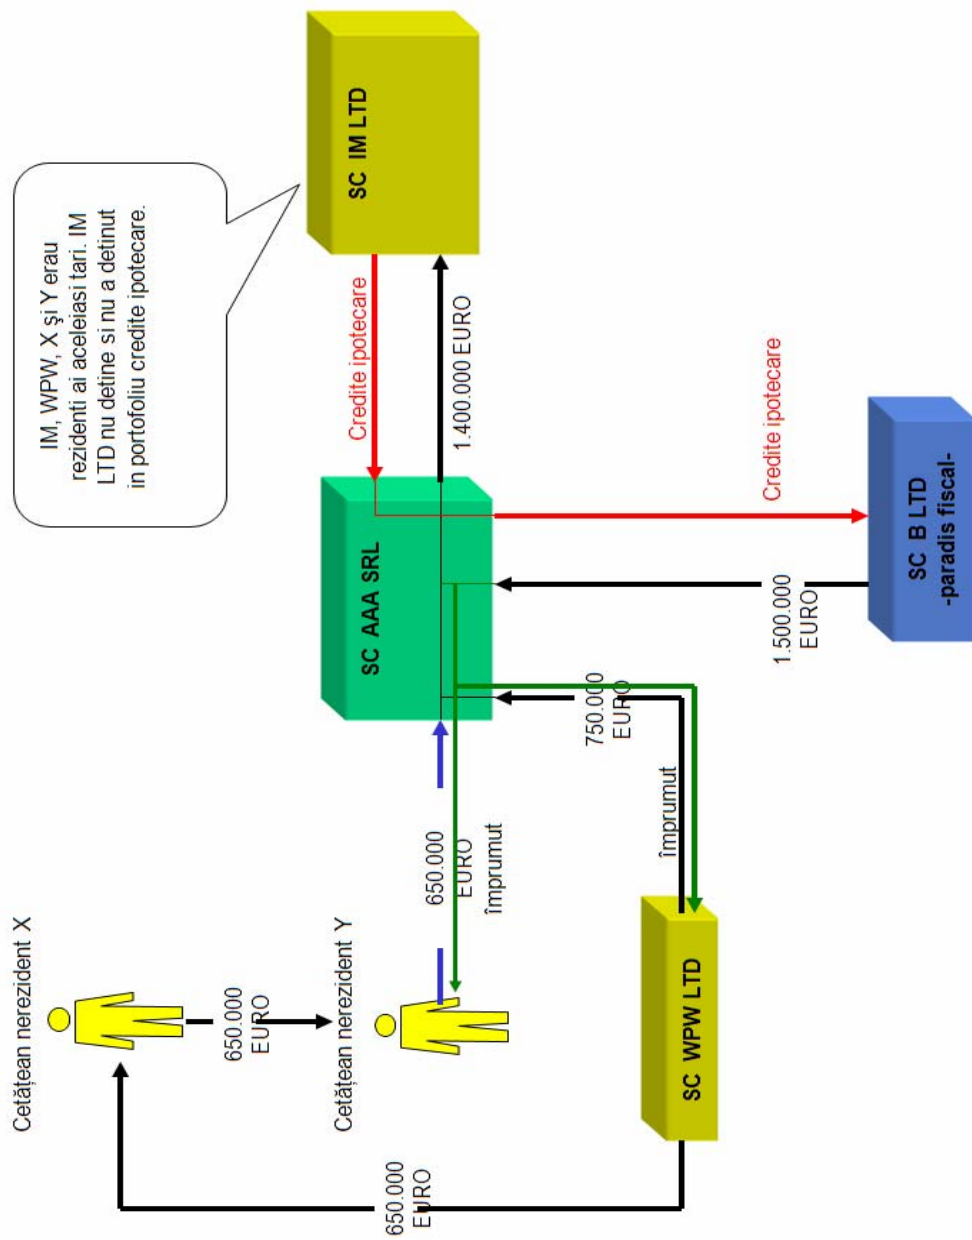 Cetățean nerezident X
IM, WPW, X şi Y erau
rezidenti ai aceleiasi tari. IM
LTD nu detine si nu a detinut
in portofoliu credite ipotecare.
650.000
EURO
Cetățean nerezident Y
SC AAA SRL
Credite ipotecare
SC IM LTD
650.000
EURO
650.000
EURO
împrumut
1.400.000 EURO
750.000
EURO
împrumut
SC WPW LTD
1.500.000
EURO
Credite ipotecare
SC B LTD
-paradis fiscal-